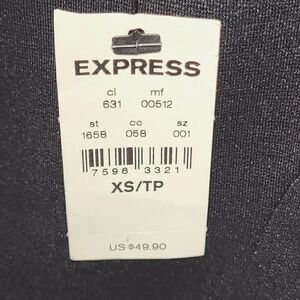 EXPRESS
cl mf
631 00512
st co sz
1658 058 001
7596 3321
XS/TP
US $49.90